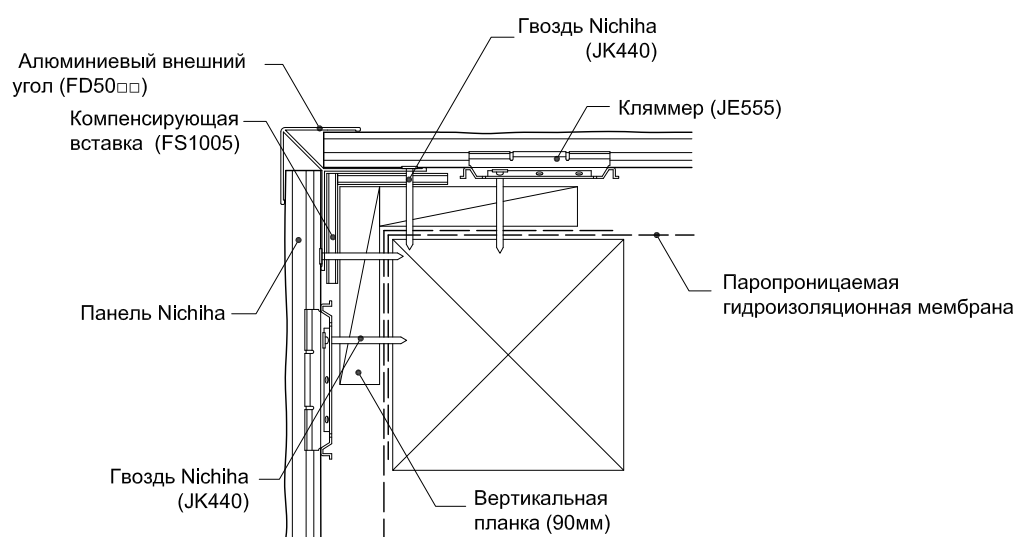 Гвоздь Nichiha
(JK440)
Алюминиевый внешний
угол (FD50□□)
Кляммер (JE555)
Компенсирующая
вставка (FS1005)
Паропроницаемая
гидроизоляционная мембрана
Панель Nichiha
Гвоздь Nichiha
(JK440)
Вертикальная
планка (90мм)